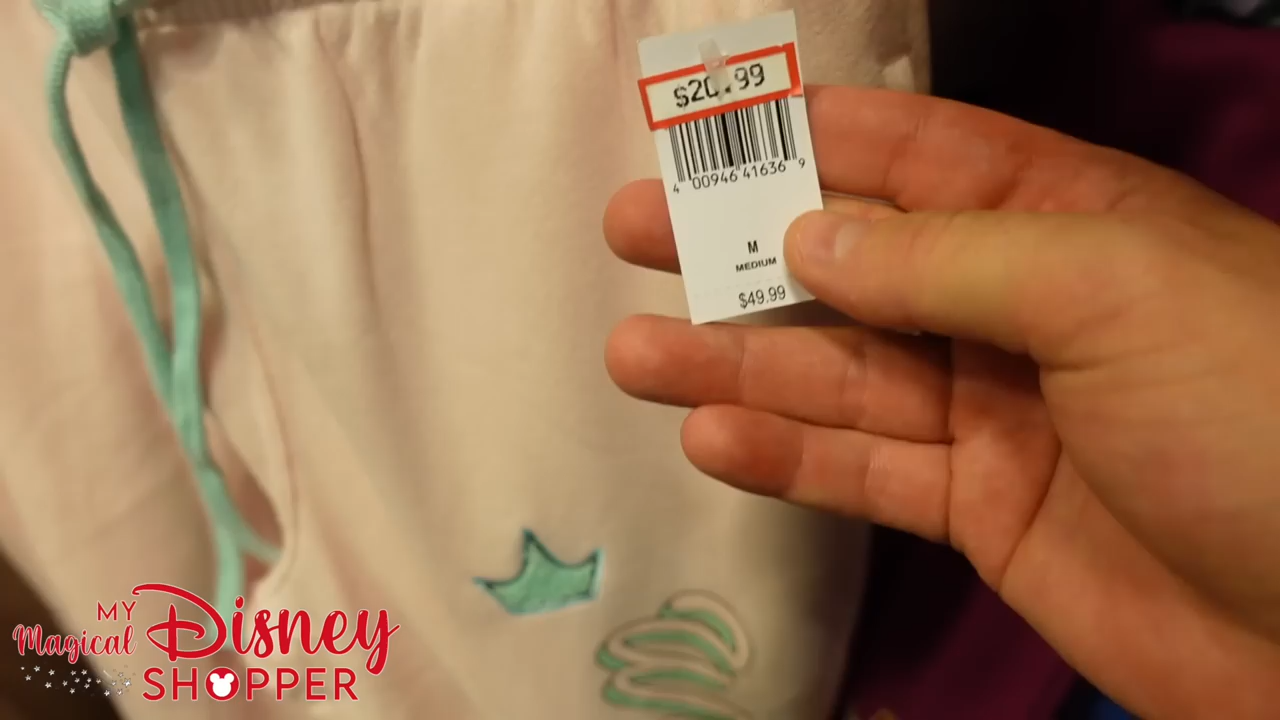 $20.99
4 00946 41636 9
M
MEDIUM
$49.99
MY
Magical Disney
SHOPPER